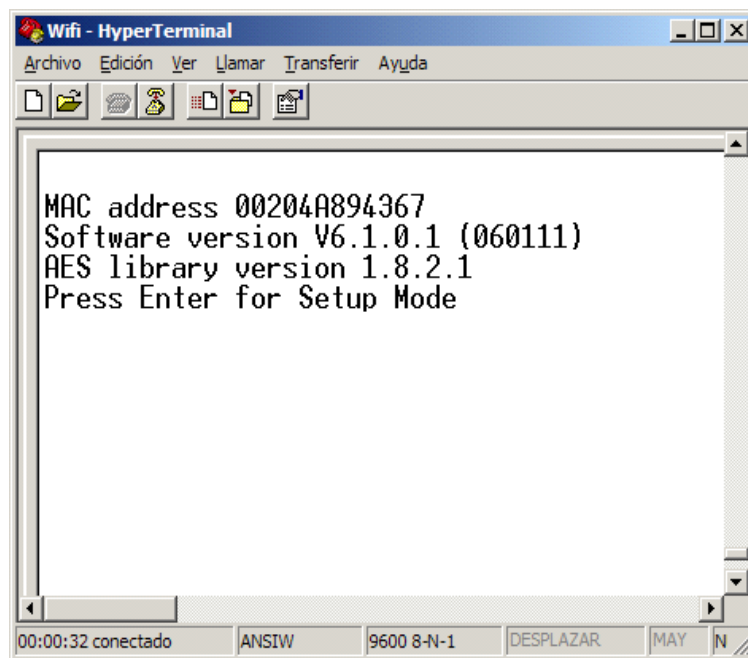 Wifi - HyperTerminal
Archivo Edición Ver Llamar Transferir Ayuda
MAC address 00204A894367
Software version V6.1.0.1 (060111)
AES library version 1.8.2.1
Press Enter for Setup Mode
00:00:32 conectado ANSIW 9600 8-N-1 DESPLAZAR MAY N